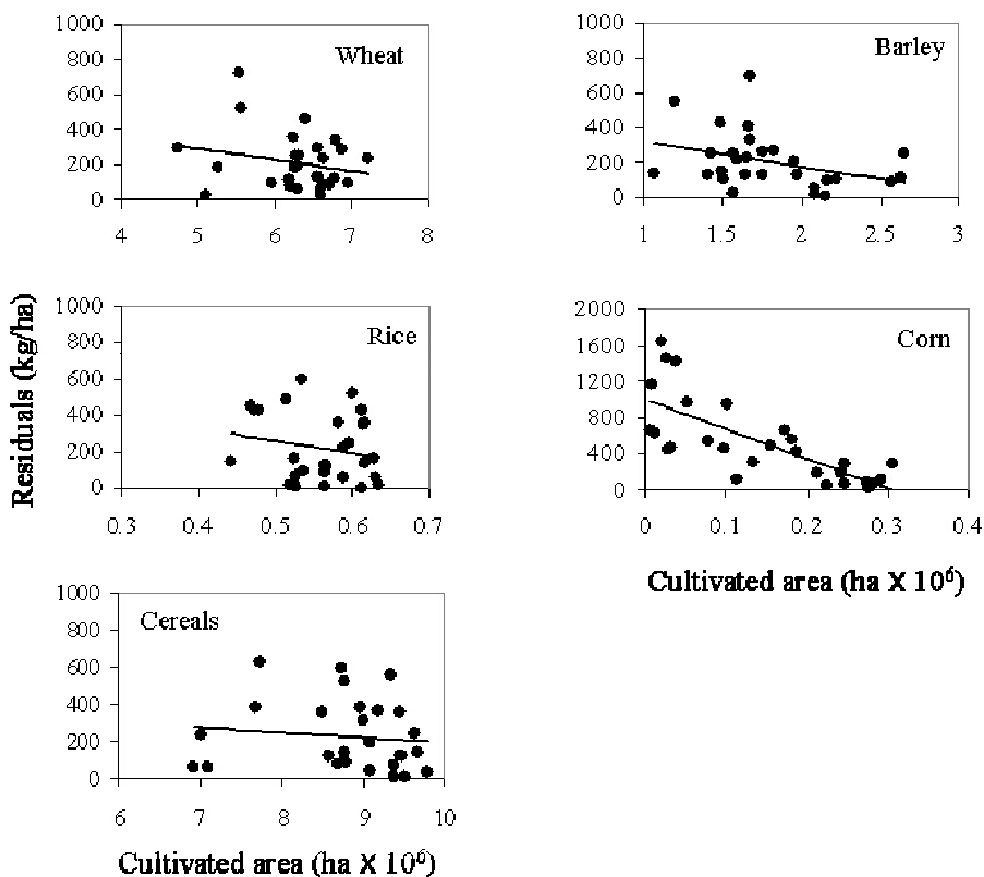 1000
800
600
400
200
0
Wheat
4 5 6 7 8
1000
800
600
400
200
0
Barley
1 1.5 2 2.5 3
Residuals (kg/ha)
1000
800
600
400
200
0
Rice
0.3 0.4 0.5 0.6 0.7
2000
1600
1200
800
400
0
Corn
0 0.1 0.2 0.3 0.4
Cultivated area (ha X 10⁶)
1000
800
600
400
200
0
Cereals
6 7 8 9 10
Cultivated area (ha X 10⁶)